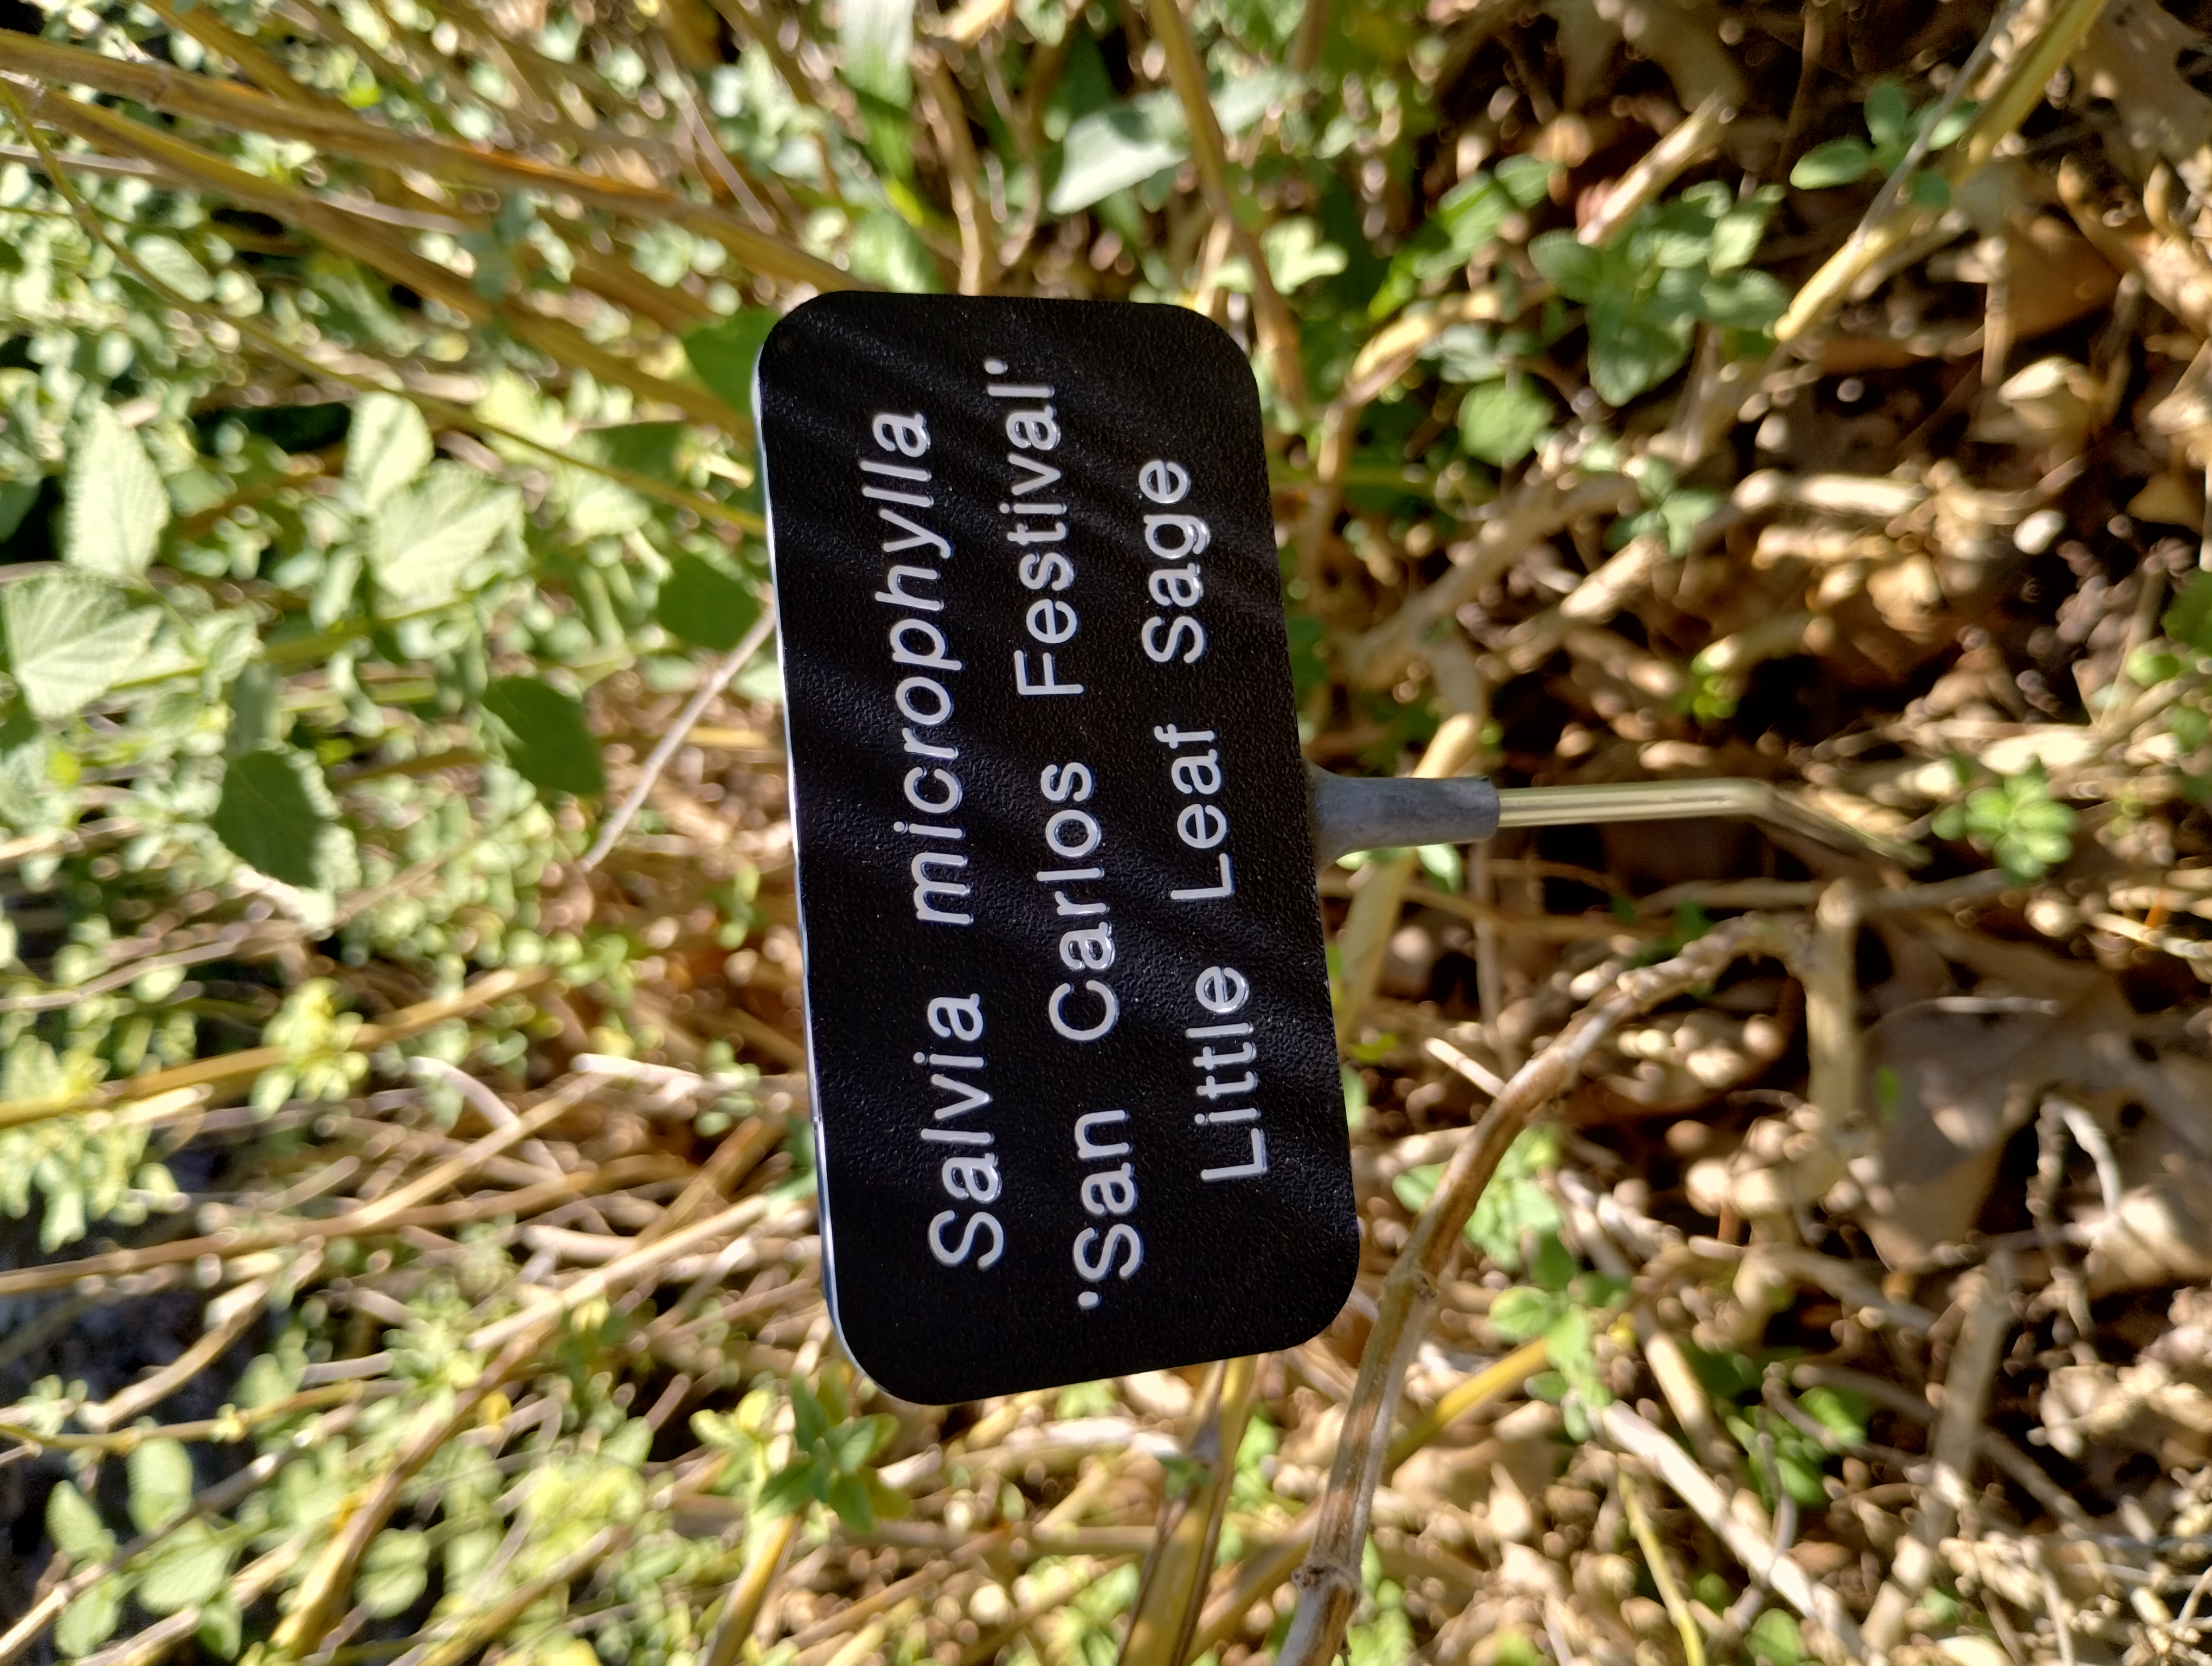 Salvia microphylla
'San Carlos Festival'
Little Leaf Sage